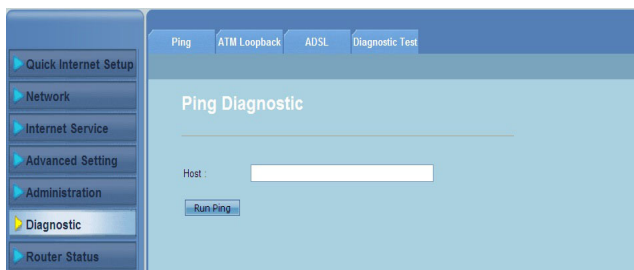 Ping
ATM Loopback
ADSL
Diagnostic Test
Quick Internet Setup
Network
Internet Service
Advanced Setting
Administration
Diagnostic
Router Status
Ping Diagnostic
Host :
Run Ping